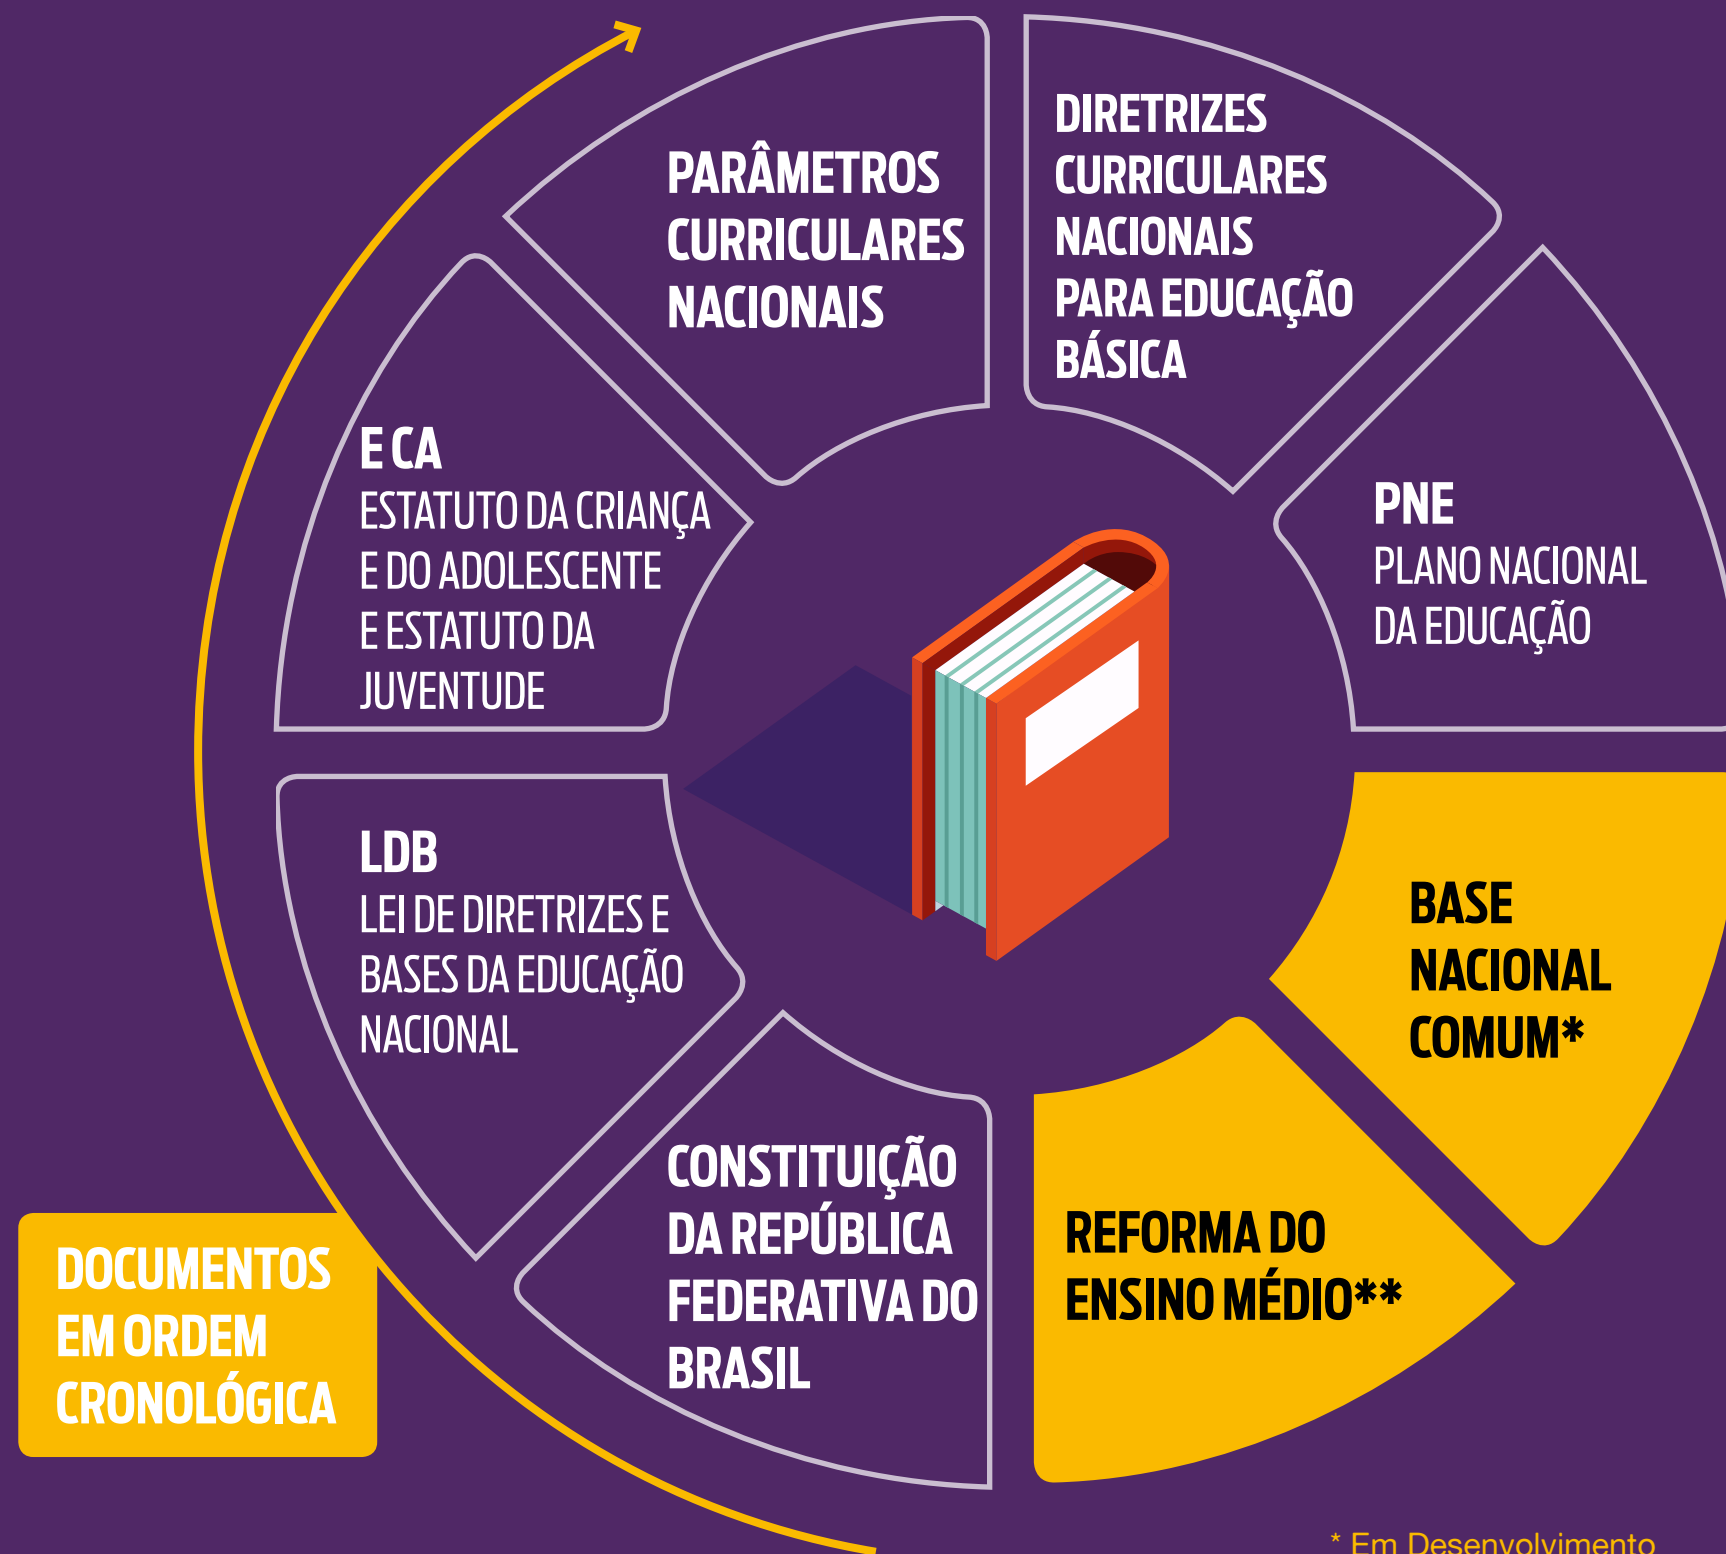 PARÂMETROS
CURRICULARES
NACIONAIS
DIRETRIZES
CURRICULARES
NACIONAIS
PARA EDUCAÇÃO
BÁSICA
E CA
ESTATUTO DA CRIANÇA
E DO ADOLESCENTE
E ESTATUTO DA
JUVENTUDE
PNE
PLANO NACIONAL
DA EDUCAÇÃO
LDB
LEI DE DIRETRIZES E
BASES DA EDUCAÇÃO
NACIONAL
BASE
NACIONAL
COMUM*
CONSTITUIÇÃO
DA REPÚBLICA
FEDERATIVA DO
BRASIL
REFORMA DO
ENSINO MÉDIO**
DOCUMENTOS
EM ORDEM
CRONOLÓGICA
* Em Desenvolvimento